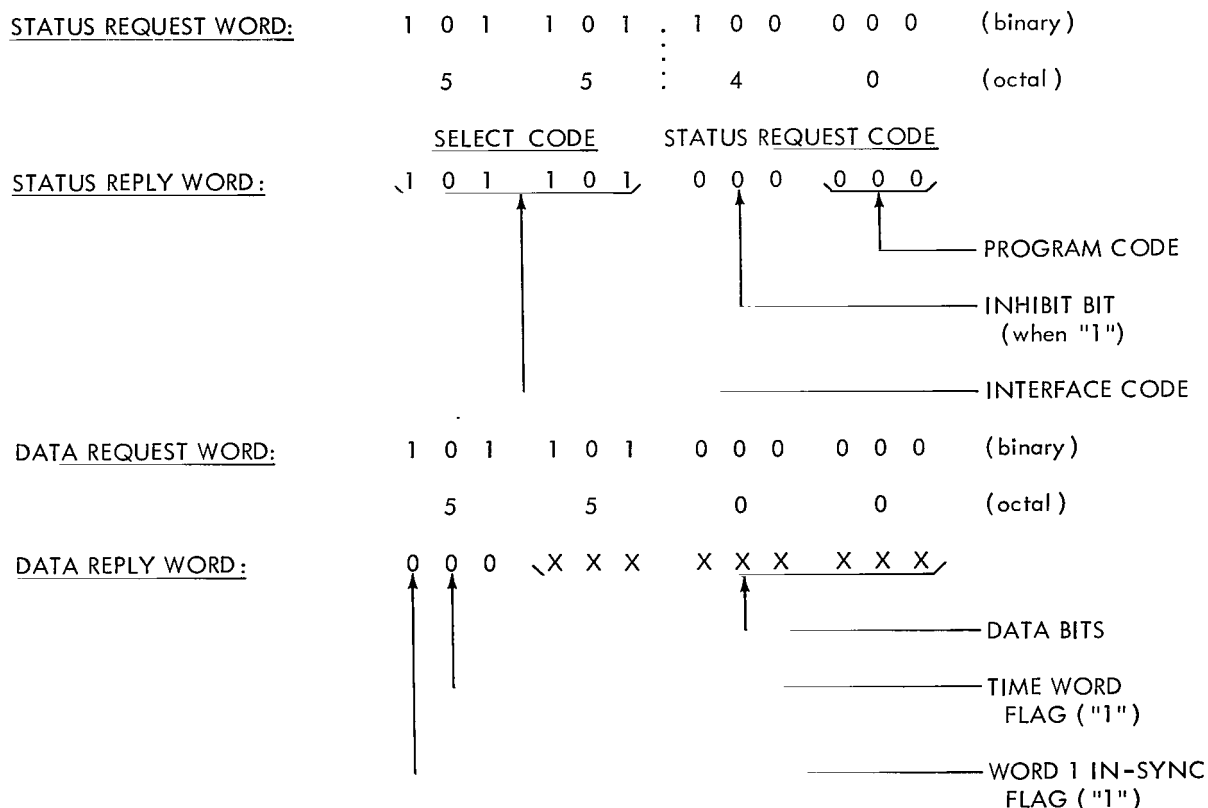 STATUS REQUEST WORD: 1 0 1 1 0 1 . 1 0 0 0 0 0 (binary)
5 5 4 0 (octal)
SELECT CODE STATUS REQUEST CODE
STATUS REPLY WORD: 1 0 1 1 0 1 0 0 0 0 0 0
PROGRAM CODE
INHIBIT BIT
(when "1")
INTERFACE CODE
DATA REQUEST WORD: 1 0 1 1 0 1 0 0 0 0 0 0 (binary)
5 5 0 0 (octal)
DATA REPLY WORD: 0 0 0 X X X X X X X X X
DATA BITS
TIME WORD
FLAG ("1")
WORD 1 IN-SYNC
FLAG ("1")